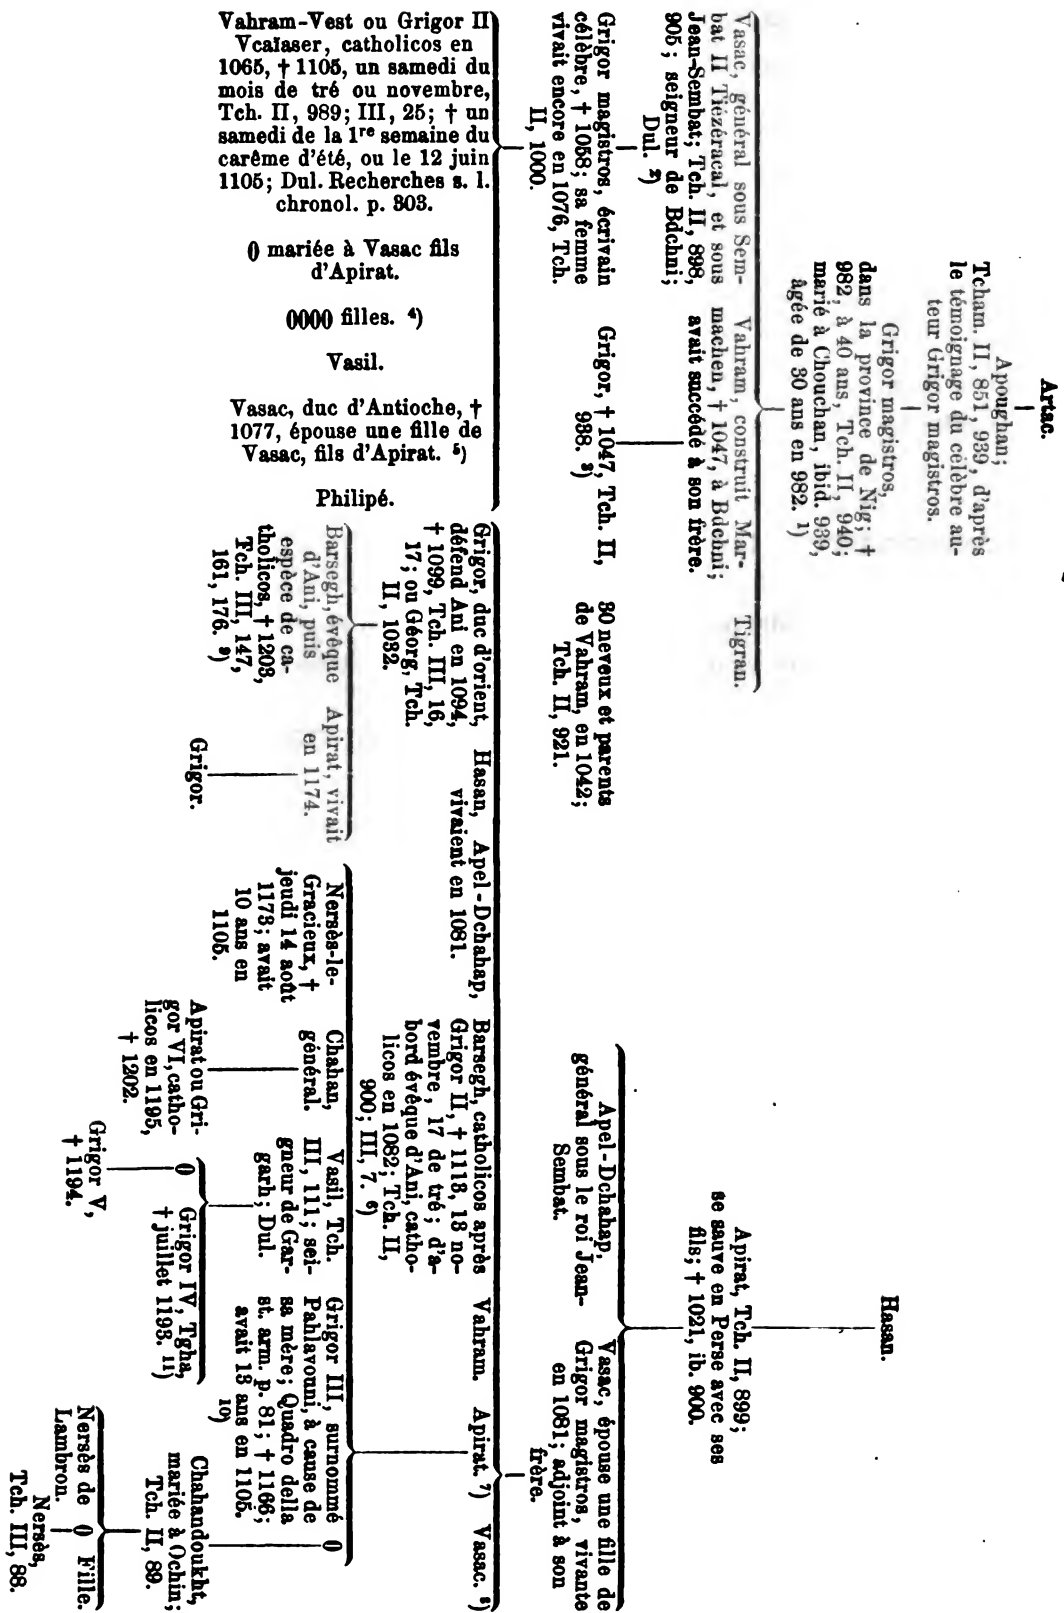 Artac.
Apoughan;
Tcham. II, 851, 939, d'après
le témoignage du célèbre au-
teur Grigor magistros.
Grigor magistros,
dans la province de Nig; †
982, à 40 ans, Tch. II, 940;
marié à Chouchan, ibid. 939,
âgée de 30 ans en 982. ¹)
Vasac, général sous Sem-
bat II Tiézéracal, et sous
Jean-Sembat; Tch. II, 898,
905; seigneur de Bdchni;
Dul. ²)
Vahram, construit Mar-
machen, † 1047, à Bdchni;
avait succédé à son frère.
Tigran.
Grigor magistros, écrivain
célèbre, † 1058; sa femme
vivait encore en 1076, Tch.
II, 1000.
Grigor, † 1047, Tch. II,
938. ³)
30 neveux et parents
de Vahram, en 1042;
Tch. II, 921.
Vahram-Vest ou Grigor II
Vcaïaser, catholicos en
1065, † 1105, un samedi du
mois de tré ou novembre,
Tch. II, 989; III, 25; † un
samedi de la 1re semaine du
carême d'été, ou le 12 juin
1105; Dul. Recherches s. l.
chronol. p. 303.
0 mariée à Vasac fils
d'Apirat.
0000 filles. ⁴)
Vasil.
Vasac, duc d'Antioche, †
1077, épouse une fille de
Vasac, fils d'Apirat. ⁵)
Philipé.
Hasan.
Apirat, Tch. II, 899;
se sauve en Perse avec ses
fils; † 1021, ib. 900.
Apel-Dchahap,
général sous le roi Jean-
Sembat.
Vasac, épouse une fille de
Grigor magistros, vivante
en 1081; adjoint à son
frère.
Grigor, duc d'orient,
défend Ani en 1094,
† 1099, Tch. III, 16,
17; ou Géorg, Tch.
II, 1032.
Hasan, Apel-Dchahap,
vivaient en 1081.
Barsegh, catholicos après
Grigor II, † 1113, 13 no-
vembre, 17 de tré; d'a-
bord évêque d'Ani, catho-
licos en 1082; Tch. II,
900; III, 7. ⁶)
Vahram.
Apirat. ⁷)
Vasac. ⁸)
Barsegh, évêque
d'Ani, puis
espèce de ca-
tholicos, † 1203,
Tch. III, 147,
161, 176. ⁹)
Apirat, vivait
en 1174.
Grigor.
Nersès-le-
Gracieux, †
jeudi 14 août
1173; avait
10 ans en
1105.
Chahan,
général.
Vasil, Tch.
III, 111; sei-
gneur de Gar-
garh; Dul.
Grigor III, surnommé
Pahlavouni, à cause de
sa mère; Quadro della
st. arm. p. 81; † 1166;
avait 13 ans en 1105.
¹⁰)
0
Apirat ou Gri-
gor VI, catho-
licos en 1195,
† 1202.
0
Grigor IV, Tgha,
† juillet 1193. ¹¹)
Grigor V,
† 1194.
Chahandoukht,
mariée à Ochin;
Tch. II, 89.
Nersès de
Lambron.
0
Fille.
Nersès,
Tch. III, 88.